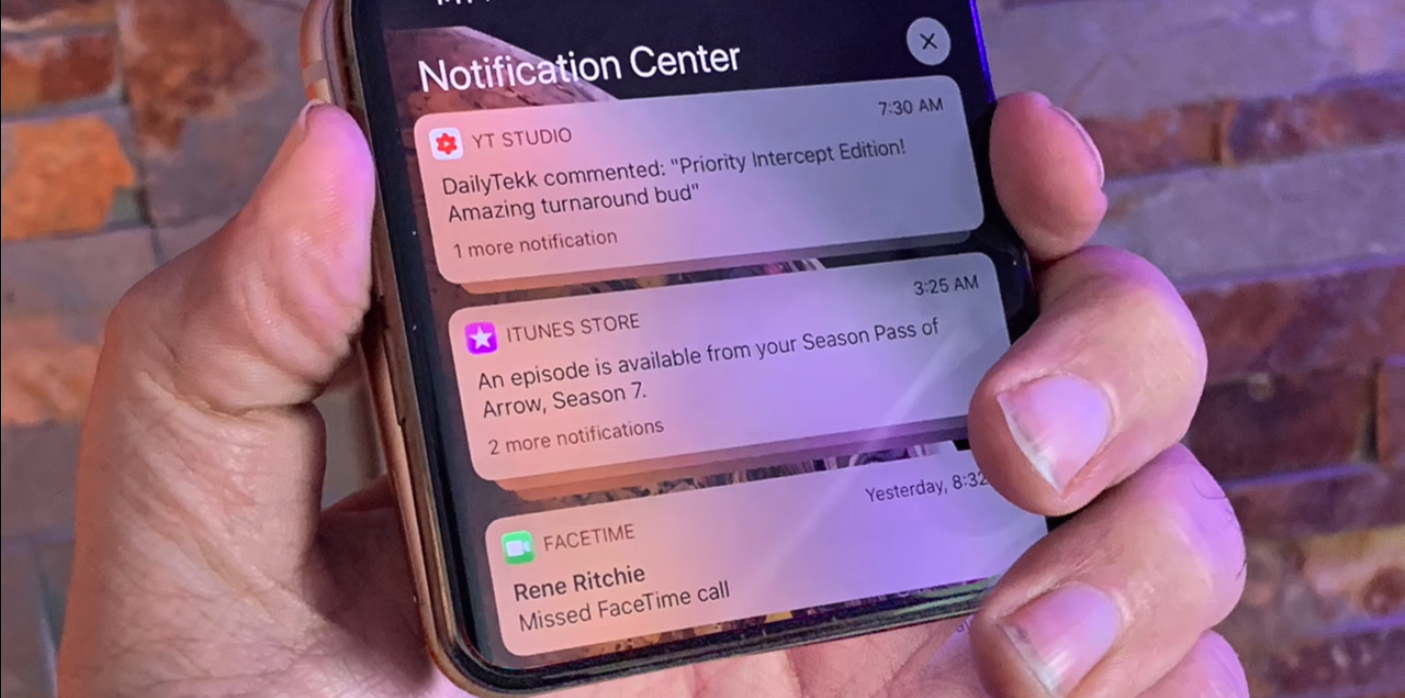 Notification Center
YT STUDIO
7:30 AM
DailyTekk commented: "Priority Intercept Edition!
Amazing turnaround bud"
1 more notification
ITUNES STORE
3:25 AM
An episode is available from your Season Pass of
Arrow, Season 7.
2 more notifications
FACETIME
Yesterday, 8:32
Rene Ritchie
Missed FaceTime call